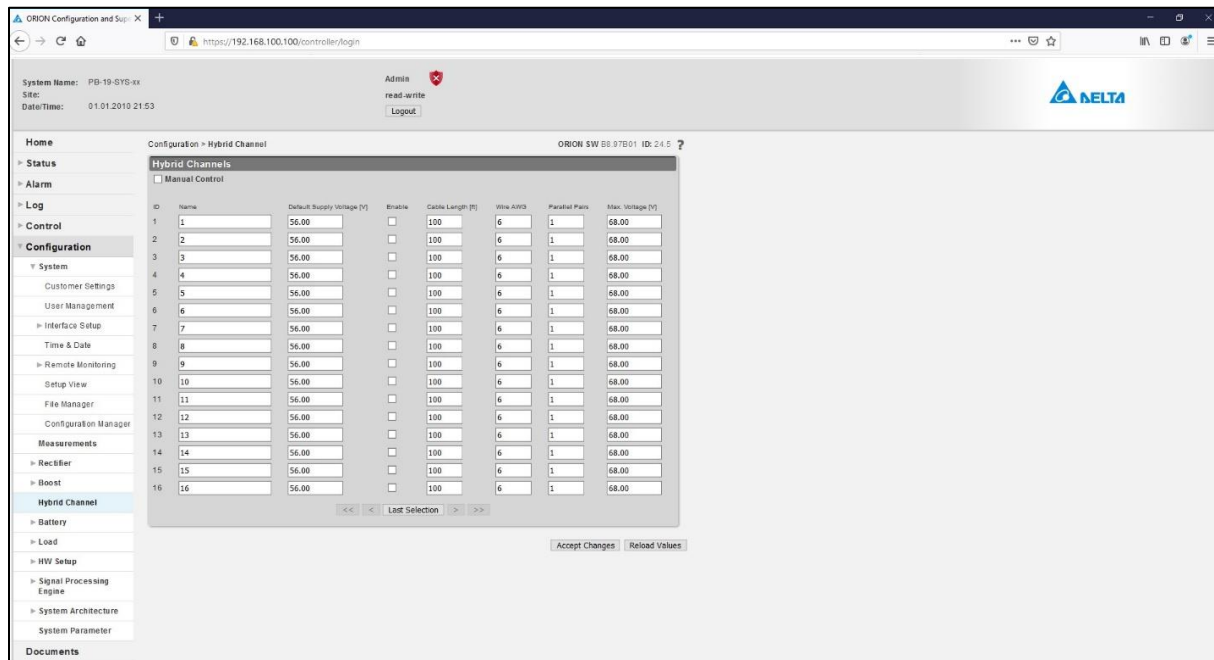 ORION Configuration and Sup
https://192.168.100.100/controller/login
System Name: PB-19-SYS-xx
Site:
Date/Time: 01.01.2010 21:53
Admin
read-write
Logout
DELTA
Home
Status
Alarm
Log
Control
Configuration
System
Customer Settings
User Management
Interface Setup
Time & Date
Remote Monitoring
Setup View
File Manager
Configuration Manager
Measurements
Rectifier
Boost
Hybrid Channel
Battery
Load
HW Setup
Signal Processing
Engine
System Architecture
System Parameter
Documents
Configuration > Hybrid Channel ORION SW B8.97B01 ID: 24.5 ?
Hybrid Channels
Manual Control
ID Name Default Supply Voltage [V] Enable Cable Length [ft] Wire AWG Parallel Pairs Max. Voltage [V]
1 1 56.00 100 6 1 68.00
2 2 56.00 100 6 1 68.00
3 3 56.00 100 6 1 68.00
4 4 56.00 100 6 1 68.00
5 5 56.00 100 6 1 68.00
6 6 56.00 100 6 1 68.00
7 7 56.00 100 6 1 68.00
8 8 56.00 100 6 1 68.00
9 9 56.00 100 6 1 68.00
10 10 56.00 100 6 1 68.00
11 11 56.00 100 6 1 68.00
12 12 56.00 100 6 1 68.00
13 13 56.00 100 6 1 68.00
14 14 56.00 100 6 1 68.00
15 15 56.00 100 6 1 68.00
16 16 56.00 100 6 1 68.00
<< < Last Selection > >>
Accept Changes Reload Values